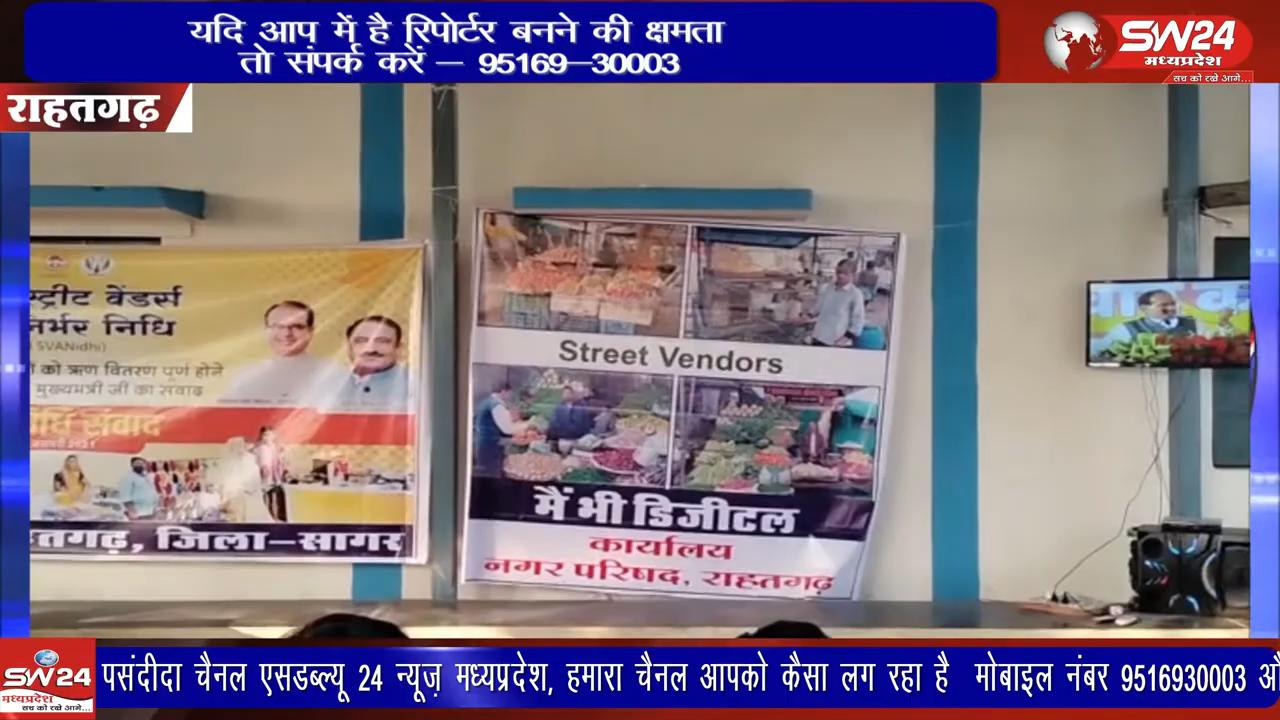 यदि आप में है रिपोर्टर बनने की क्षमता
तो संपर्क करें – 95169–30003
SW24
मध्यप्रदेश
सच को रखे आगे...
राहतगढ़
स्ट्रीट वेंडर्स
निर्भर निधि
SVANidhi)
को ऋण वितरण पूर्ण होने
मुख्यमंत्री जी का संवाद
निधि संवाद
हतगढ़, जिला–सागर
Street Vendors
मैं भी डिजीटल
कार्यालय
नगर परिषद, राहतगढ़
SW24
मध्यप्रदेश
सच को रखे आगे...
पसंदीदा चैनल एसडब्ल्यू 24 न्यूज़ मध्यप्रदेश, हमारा चैनल आपको कैसा लग रहा है मोबाइल नंबर 9516930003 औ